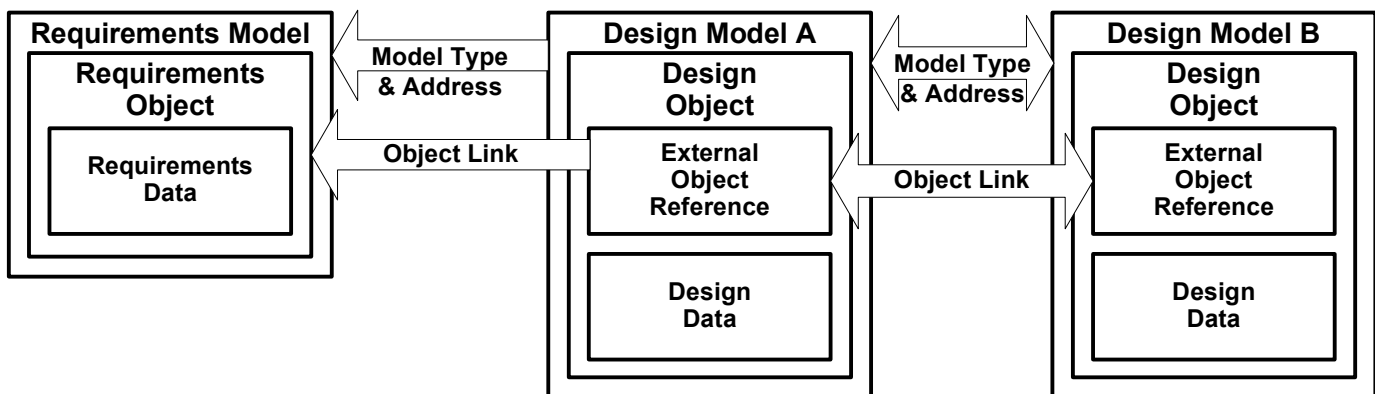 Requirements Model
Requirements
Object
Requirements
Data
Model Type
& Address
Object Link
Design Model A
Design
Object
External
Object
Reference
Design
Data
Model Type
& Address
Object Link
Design Model B
Design
Object
External
Object
Reference
Design
Data